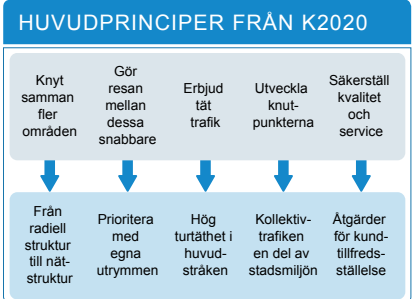 HUVUDPRINCIPER FRÅN K2020
Knyt
samman
fler
områden
Gör
resan
mellan
dessa
snabbare
Erbjud
tät
trafik
Utveckla
knut-
punkterna
Säkerställ
kvalitet
och
service
Från
radiell
struktur
till nät-
struktur
Prioritera
med
egna
utrymmen
Hög
turtäthet i
huvud-
stråken
Kollektiv-
trafiken
en del av
stadsmiljön
Åtgärder
för kund-
tillfreds-
ställelse